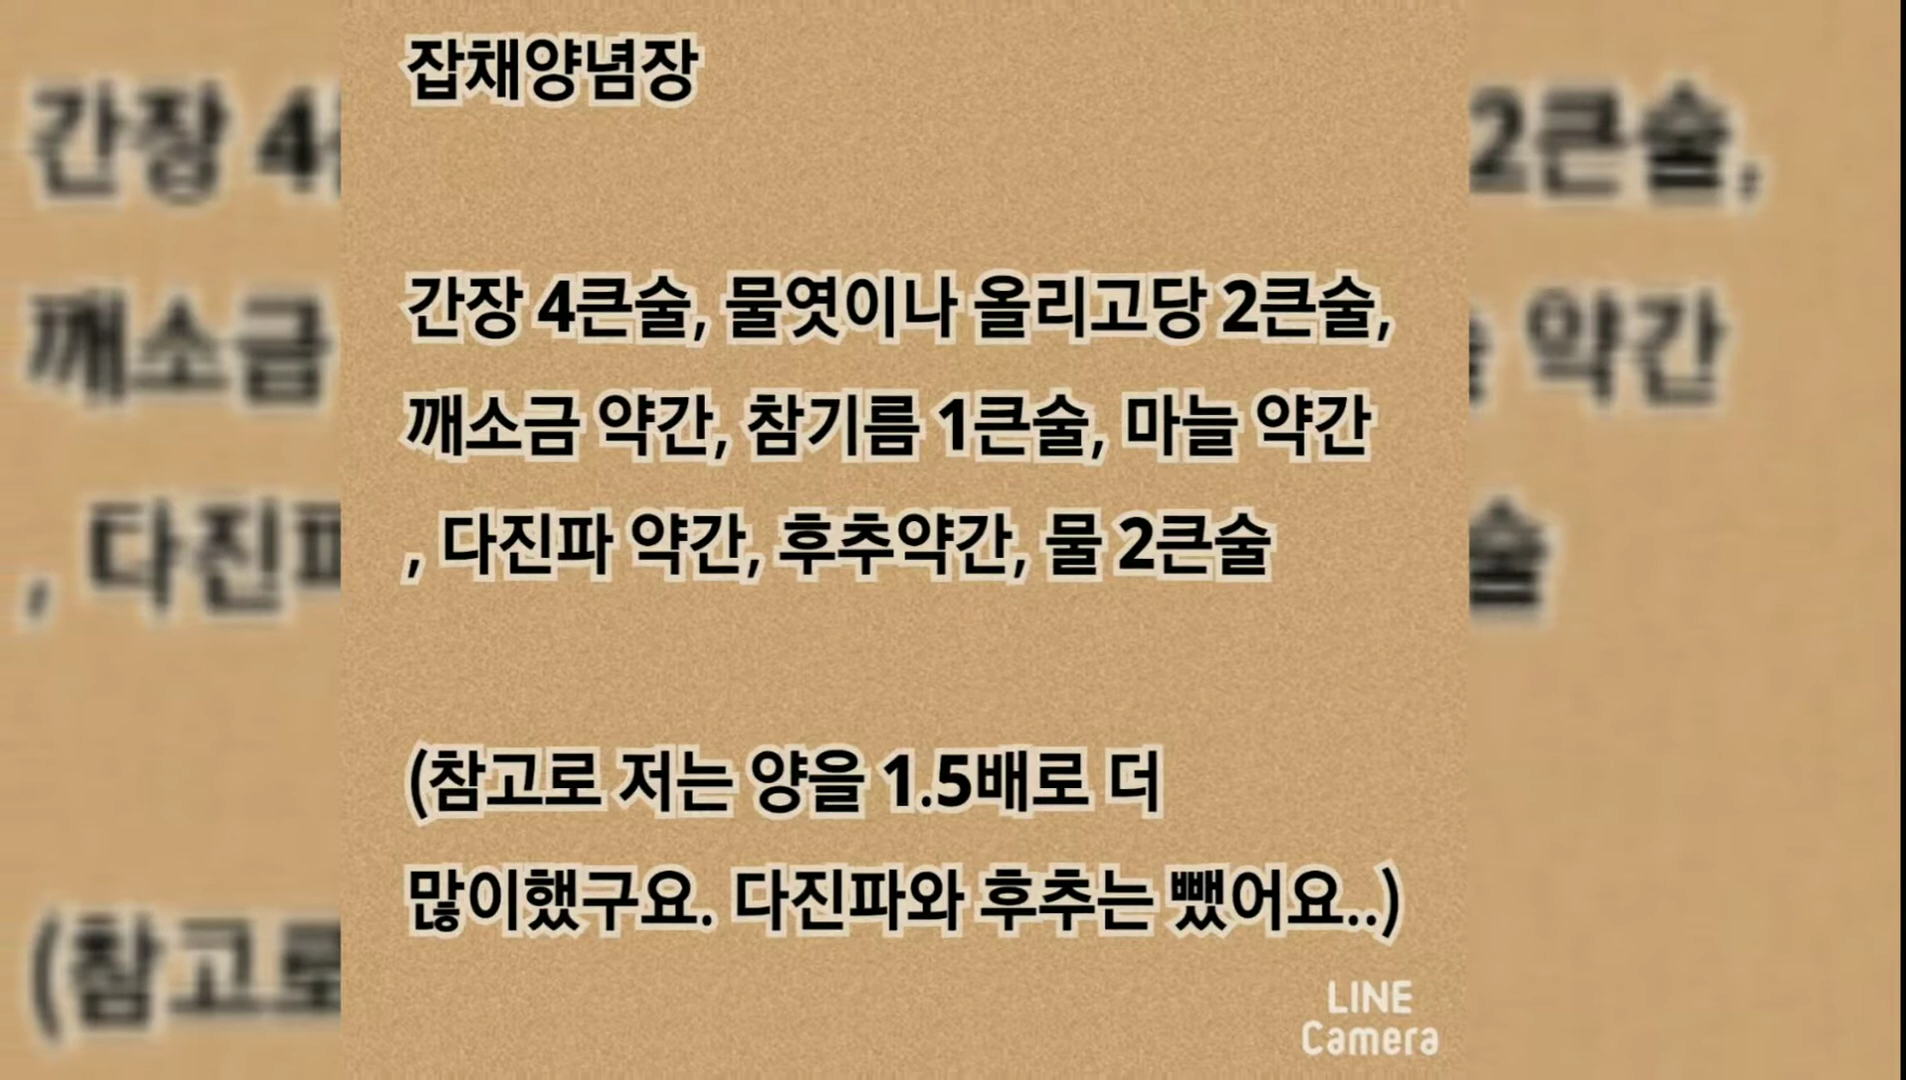 잡채양념장
간장 4큰술, 물엿이나 올리고당 2큰술,
깨소금 약간, 참기름 1큰술, 마늘 약간
, 다진파 약간, 후추약간, 물 2큰술
(참고로 저는 양을 1.5배로 더
많이했구요. 다진파와 후추는 뺐어요..)
LINE
Camera